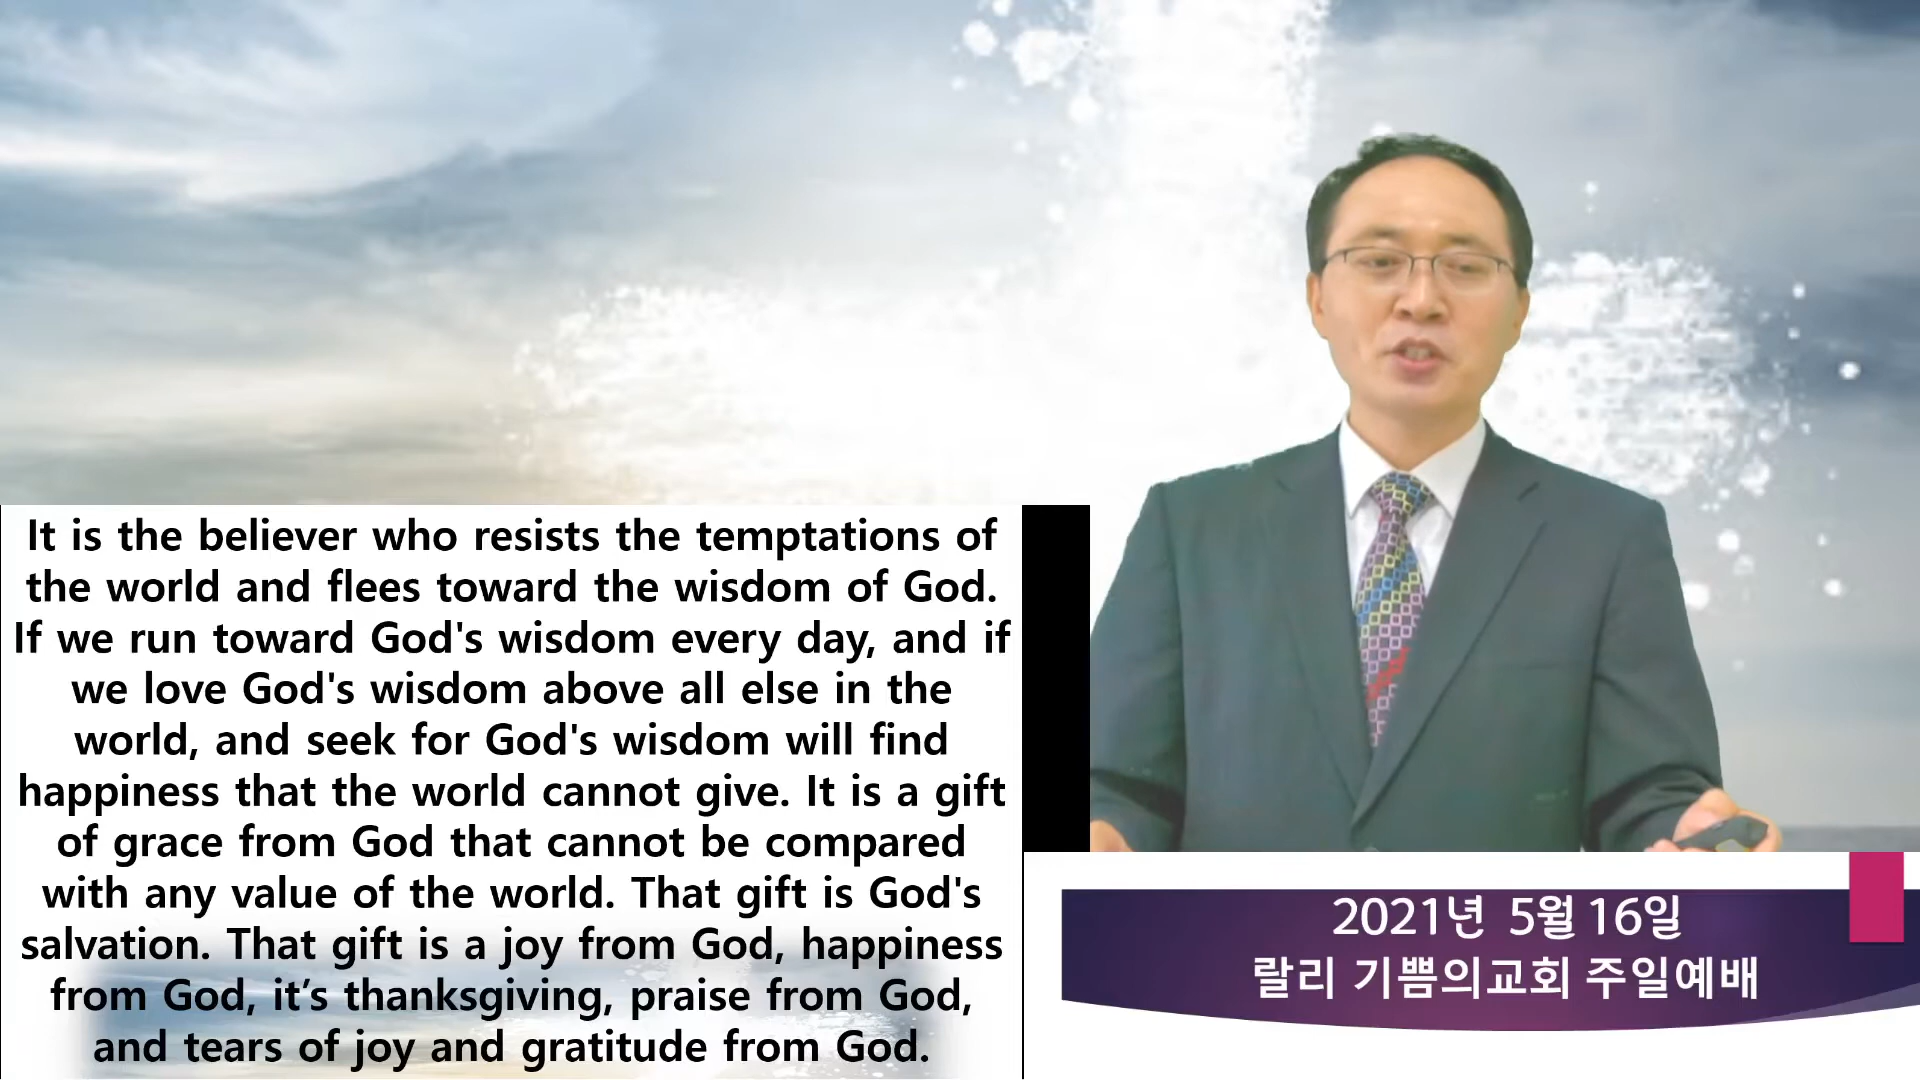 It is the believer who resists the temptations of
the world and flees toward the wisdom of God.
If we run toward God's wisdom every day, and if
we love God's wisdom above all else in the
world, and seek for God's wisdom will find
happiness that the world cannot give. It is a gift
of grace from God that cannot be compared
with any value of the world. That gift is God's
salvation. That gift is a joy from God, happiness
from God, it’s thanksgiving, praise from God,
and tears of joy and gratitude from God.
2021년 5월 16일
랄리 기쁨의교회 주일예배